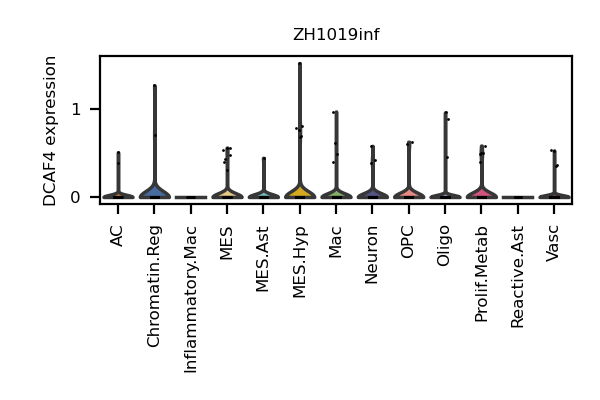 ZH1019inf
DCAF4 expression
1
0
AC
Chromatin.Reg
Inflammatory.Mac
MES
MES.Ast
MES.Hyp
Mac
Neuron
OPC
Oligo
Prolif.Metab
Reactive.Ast
Vasc